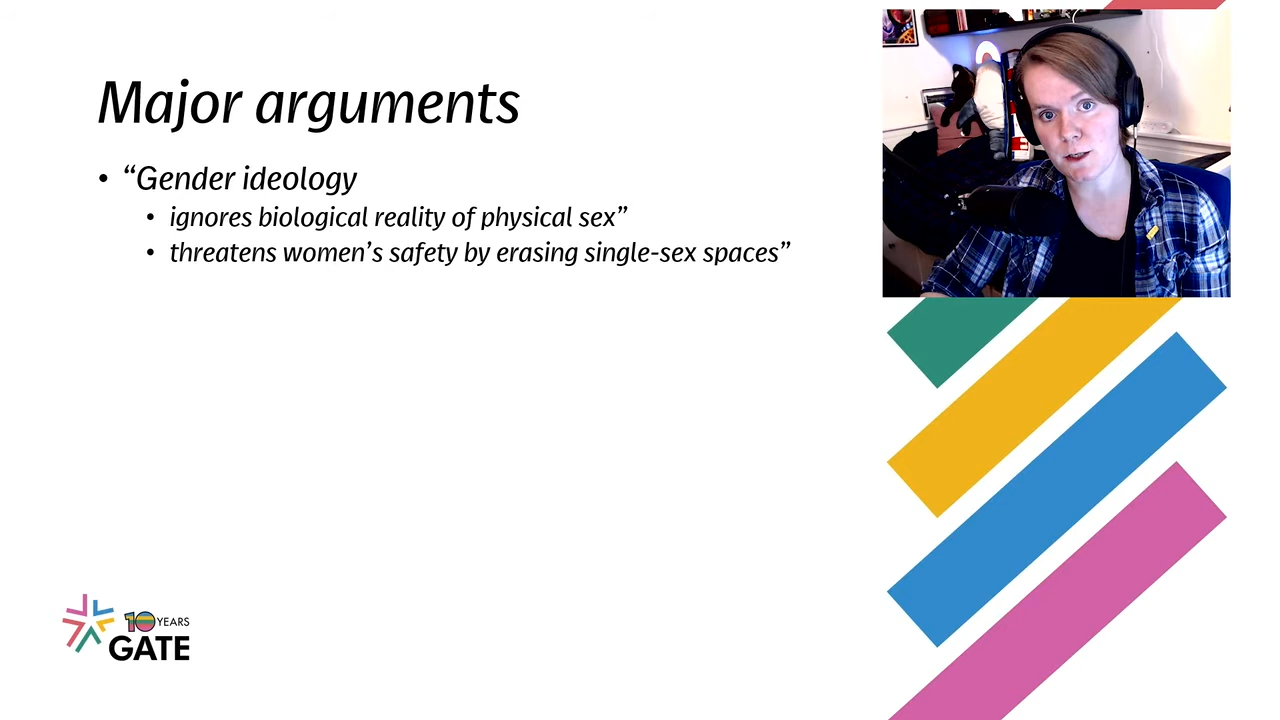 Major arguments
• “Gender ideology
• ignores biological reality of physical sex”
• threatens women’s safety by erasing single-sex spaces”
10 YEARS
GATE